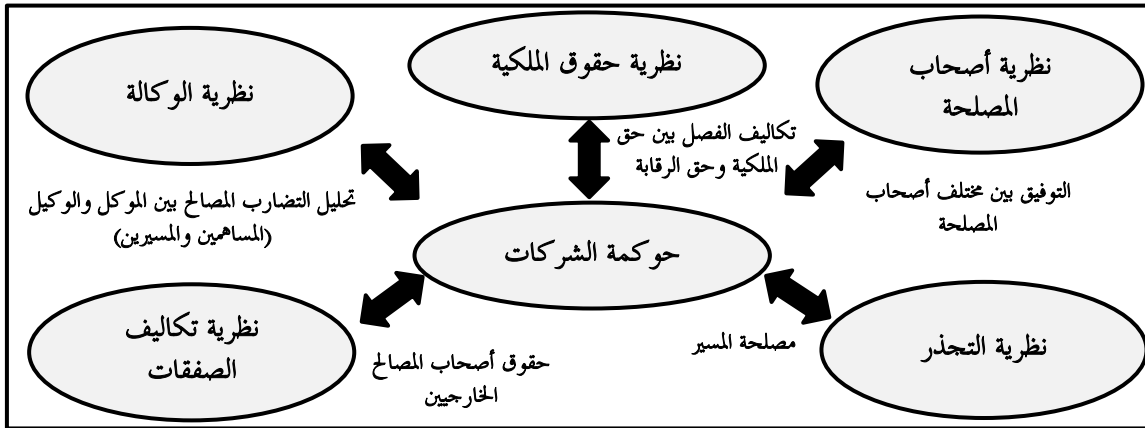 نظرية أصحاب
المصلحة
نظرية حقوق الملكية
نظرية الوكالة
تكاليف الفصل بين حق
الملكية وحق الرقابة
التوفيق بين مختلف أصحاب
المصلحة
تحليل التضارب المصالح بين الموكل والوكيل
(المساهمين والمسيرين)
حوكمة الشركات
نظرية التجذر
مصلحة المسير
حقوق أصحاب المصالح
الخارجيين
نظرية تكاليف
الصفقات